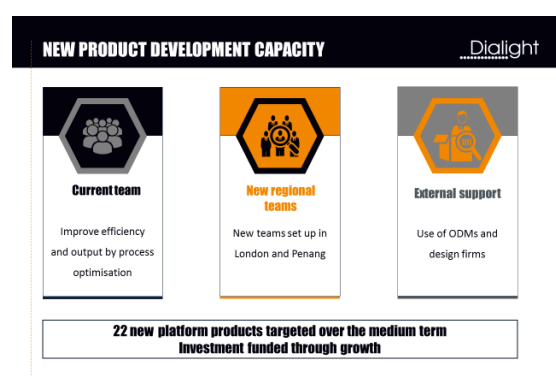 NEW PRODUCT DEVELOPMENT CAPACITY
Dialight
Current team
Improve efficiency
and output by process
optimisation
New regional
teams
New teams set up in
London and Penang
External support
Use of ODMs and
design firms
22 new platform products targeted over the medium term
Investment funded through growth